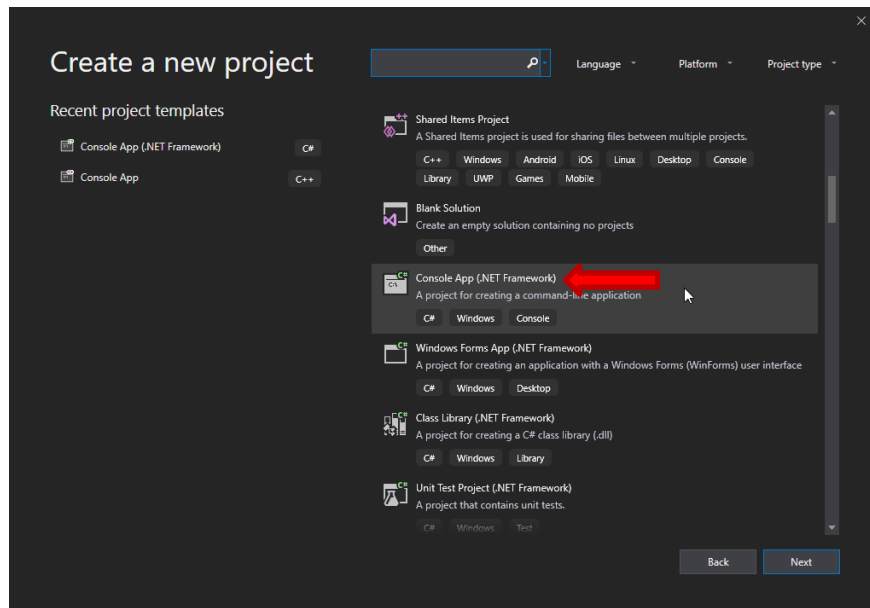 Create a new project
Language
Platform
Project type
Recent project templates
Console App (.NET Framework)
C#
Console App
C++
Shared Items Project
A Shared Items project is used for sharing files between multiple projects.
C++ Windows Android iOS Linux Desktop Console
Library UWP Games Mobile
Blank Solution
Create an empty solution containing no projects
Other
Console App (.NET Framework)
A project for creating a command-line application
C# Windows Console
Windows Forms App (.NET Framework)
A project for creating an application with a Windows Forms (WinForms) user interface
C# Windows Desktop
Class Library (.NET Framework)
A project for creating a C# class library (.dll)
C# Windows Library
Unit Test Project (.NET Framework)
A project that contains unit tests.
C# Windows Test
Back
Next